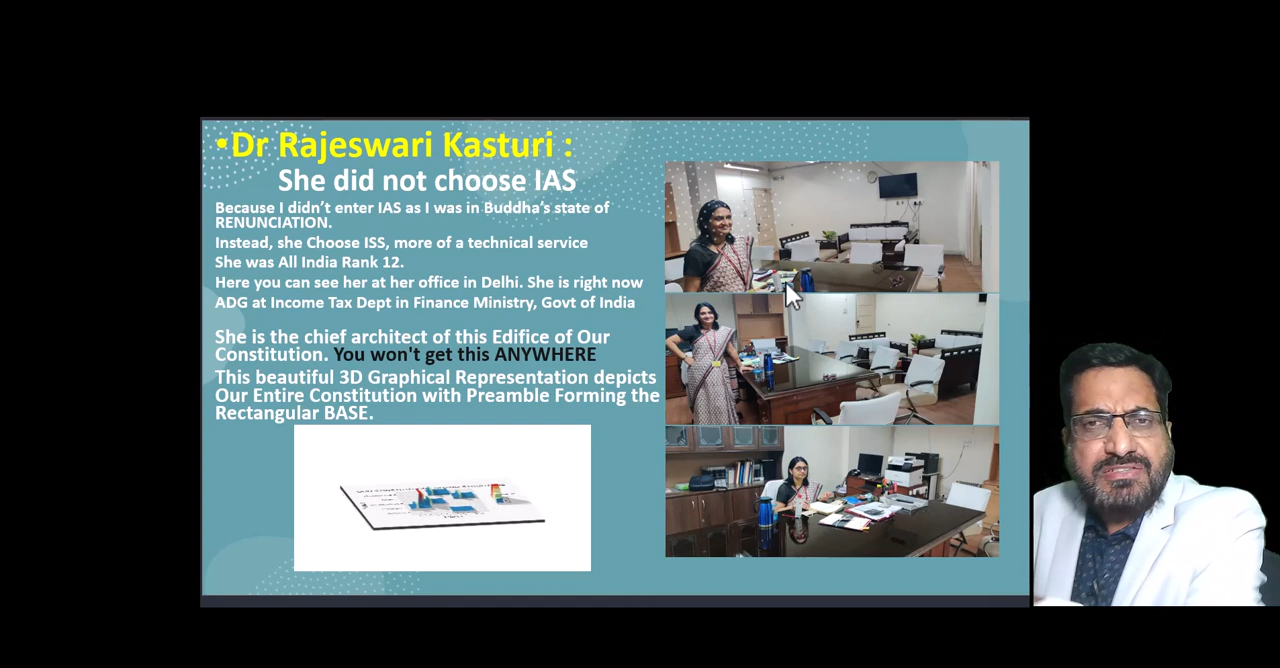 •Dr Rajeswari Kasturi :
She did not choose IAS
Because I didn’t enter IAS as I was in Buddha’s state of
RENUNCIATION.
Instead, she Choose ISS, more of a technical service
She was All India Rank 12.
Here you can see her at her office in Delhi. She is right now
ADG at Income Tax Dept in Finance Ministry, Govt of India
She is the chief architect of this Edifice of Our
Constitution. You won't get this ANYWHERE
This beautiful 3D Graphical Representation depicts
Our Entire Constitution with Preamble Forming the
Rectangular BASE.